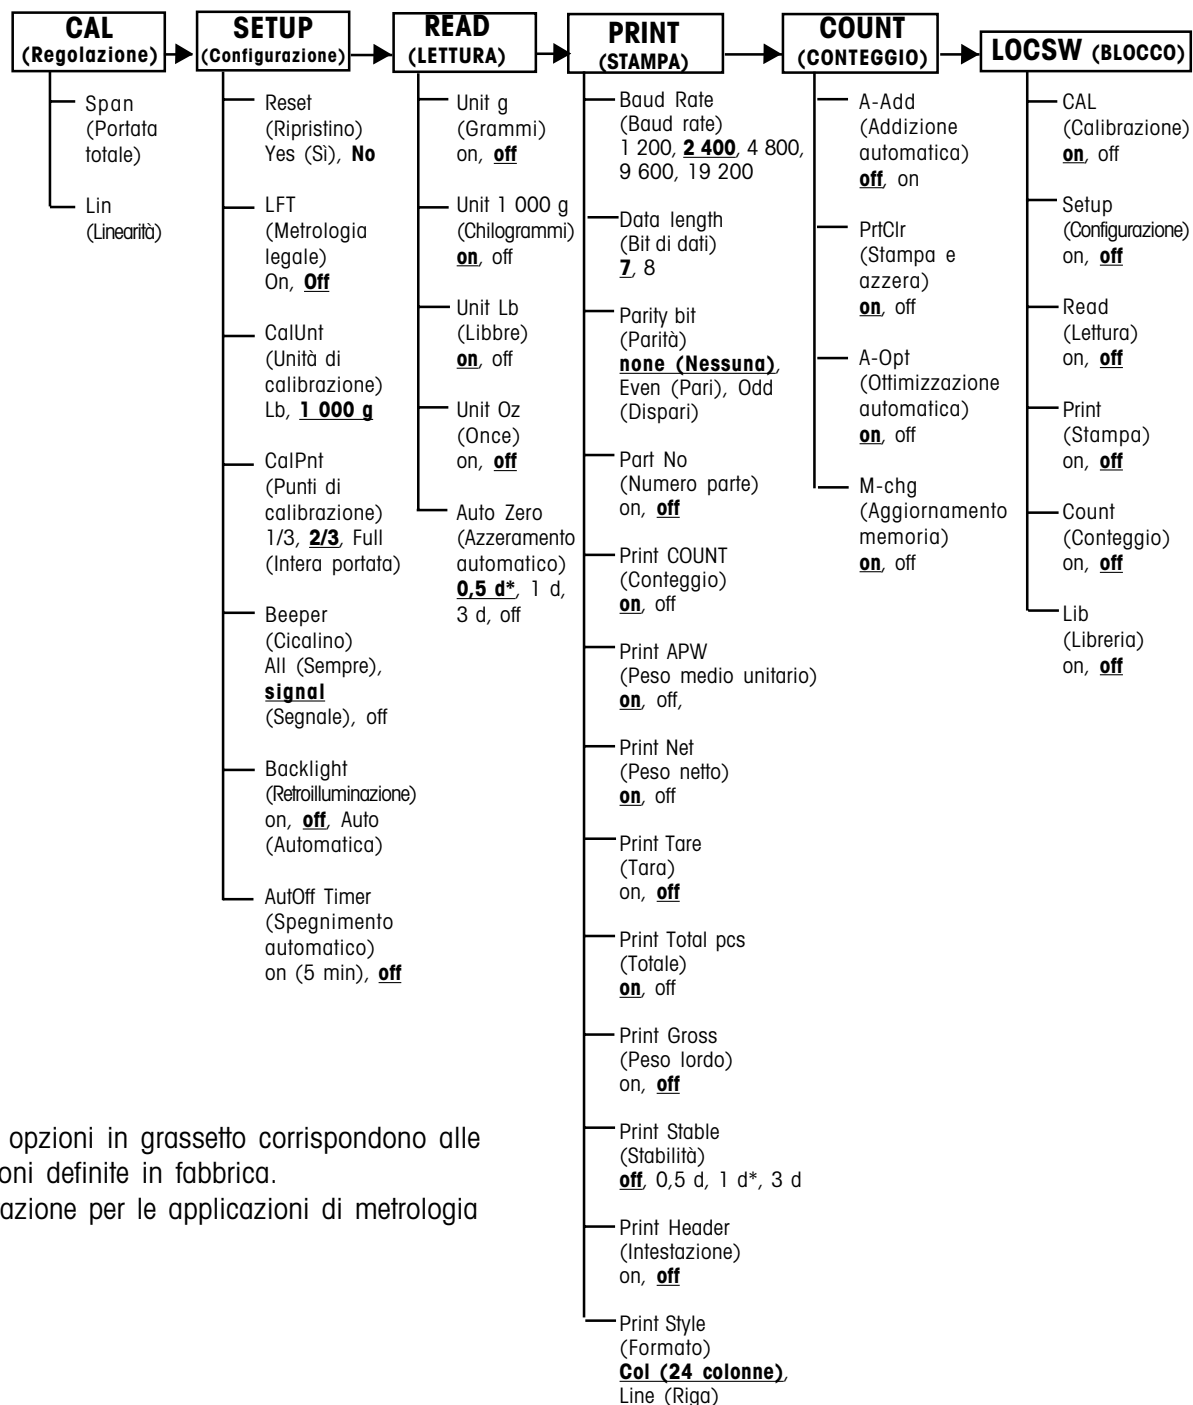 CAL
(Regolazione)
Span
(Portata
totale)
Lin
(Linearità)
SETUP
(Configurazione)
Reset
(Ripristino)
Yes (Sì), No
LFT
(Metrologia
legale)
On, Off
CalUnt
(Unità di
calibrazione)
Lb, 1 000 g
CalPnt
(Punti di
calibrazione)
1/3, 2/3, Full
(Intera portata)
Beeper
(Cicalino)
All (Sempre),
signal
(Segnale), off
Backlight
(Retroilluminazione)
on, off, Auto
(Automatica)
AutOff Timer
(Spegnimento
automatico)
on (5 min), off
READ
(LETTURA)
Unit g
(Grammi)
on, off
Unit 1 000 g
(Chilogrammi)
on, off
Unit Lb
(Libbre)
on, off
Unit Oz
(Once)
on, off
Auto Zero
(Azzeramento
automatico)
0,5 d*, 1 d,
3 d, off
PRINT
(STAMPA)
Baud Rate
(Baud rate)
1 200, 2 400, 4 800,
9 600, 19 200
Data length
(Bit di dati)
7, 8
Parity bit
(Parità)
none (Nessuna),
Even (Pari), Odd
(Dispari)
Part No
(Numero parte)
on, off
Print COUNT
(Conteggio)
on, off
Print APW
(Peso medio unitario)
on, off,
Print Net
(Peso netto)
on, off
Print Tare
(Tara)
on, off
Print Total pcs
(Totale)
on, off
Print Gross
(Peso lordo)
on, off
Print Stable
(Stabilità)
off, 0,5 d, 1 d*, 3 d
Print Header
(Intestazione)
on, off
Print Style
(Formato)
Col (24 colonne),
Line (Riga)
COUNT
(CONTEGGIO)
A-Add
(Addizione
automatica)
off, on
PrtClr
(Stampa e
azzera)
on, off
A-Opt
(Ottimizzazione
automatica)
on, off
M-chg
(Aggiornamento
memoria)
on, off
LOCSW (BLOCCO)
CAL
(Calibrazione)
on, off
Setup
(Configurazione)
on, off
Read
(Lettura)
on, off
Print
(Stampa)
on, off
Count
(Conteggio)
on, off
Lib
(Libreria)
on, off
opzioni in grassetto corrispondono alle
oni definite in fabbrica.
azione per le applicazioni di metrologia